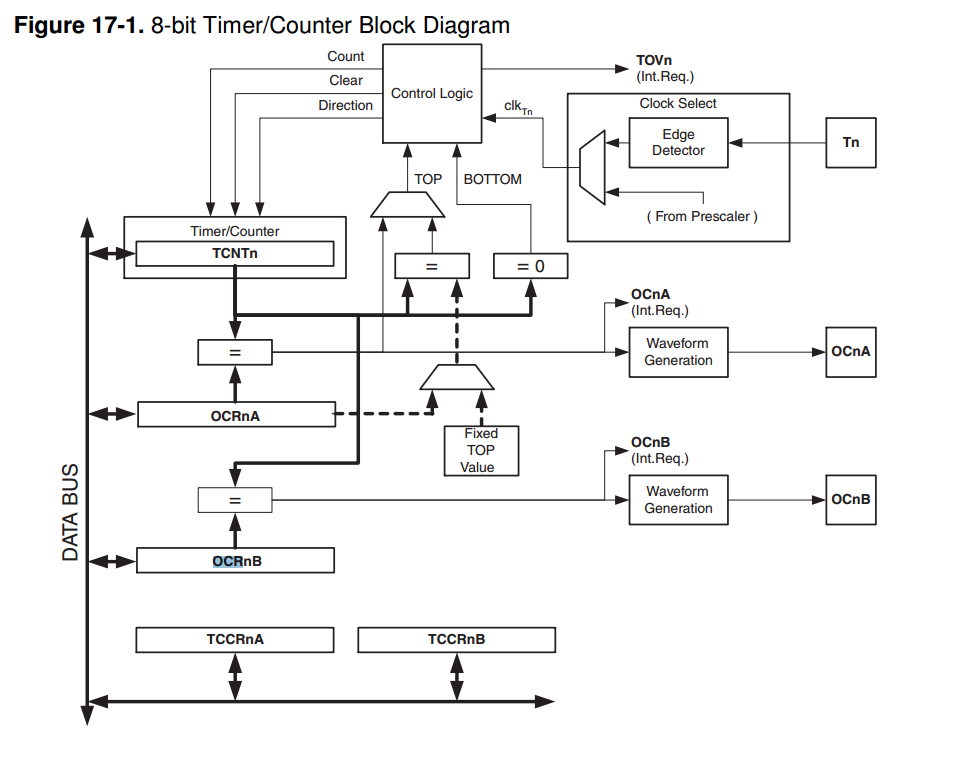 Figure 17-1. 8-bit Timer/Counter Block Diagram
Count
Clear
Direction
Control Logic
TOVn
(Int.Req.)
clkTn
Clock Select
Edge
Detector
Tn
( From Prescaler )
TOP
BOTTOM
Timer/Counter
TCNTn
=
= 0
OCnA
(Int.Req.)
=
Waveform
Generation
OCnA
OCRnA
Fixed
TOP
Value
OCnB
(Int.Req.)
=
Waveform
Generation
OCnB
DATA BUS
OCRnB
TCCRnA
TCCRnB